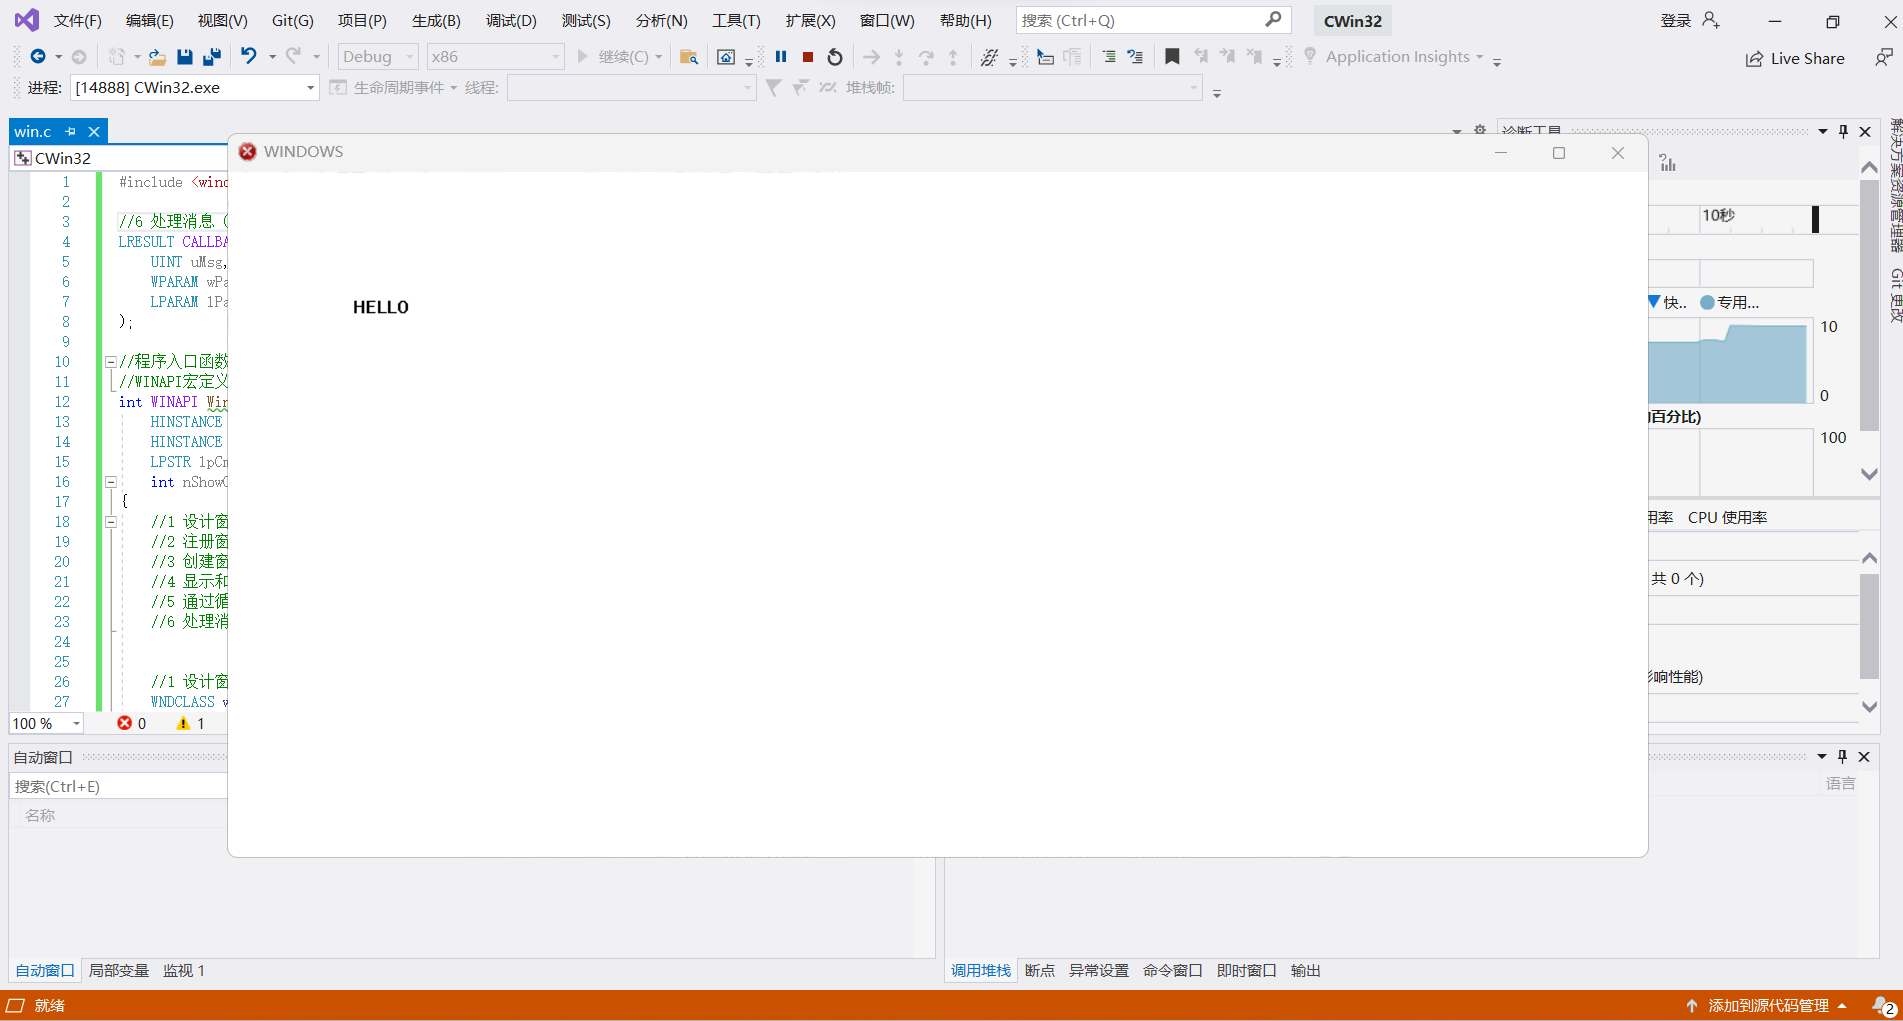 文件(F) 编辑(E) 视图(V) Git(G) 项目(P) 生成(B) 调试(D) 测试(S) 分析(N) 工具(T) 扩展(X) 窗口(W) 帮助(H) 搜索 (Ctrl+Q) CWin32 登录
Debug x86 继续(C) Application Insights Live Share
进程: [14888] CWin32.exe 生命周期事件 线程: 堆栈帧:
win.c
诊断工具
CWin32
WINDOWS
解决方案资源管理器
Git 更改
1 #include <wind
2
3 //6 处理消息（
4 LRESULT CALLBA
5 UINT uMsg,
6 WPARAM wPa
7 LPARAM lPa
8 );
9
10 //程序入口函数
11 //WINAPI宏定义
12 int WINAPI Win
13 HINSTANCE
14 HINSTANCE
15 LPSTR lpCm
16 int nShowC
17 {
18 //1 设计窗
19 //2 注册窗
20 //3 创建窗
21 //4 显示和
22 //5 通过循
23 //6 处理消
24
25
26 //1 设计窗
27 WNDCLASS w
HELLO
10秒
快.. 专用...
10
0
百分比)
100
用率 CPU 使用率
共 0 个)
影响性能)
100 % 0 1
自动窗口
搜索(Ctrl+E)
名称
语言
自动窗口 局部变量 监视 1
调用堆栈 断点 异常设置 命令窗口 即时窗口 输出
就绪
添加到源代码管理 2